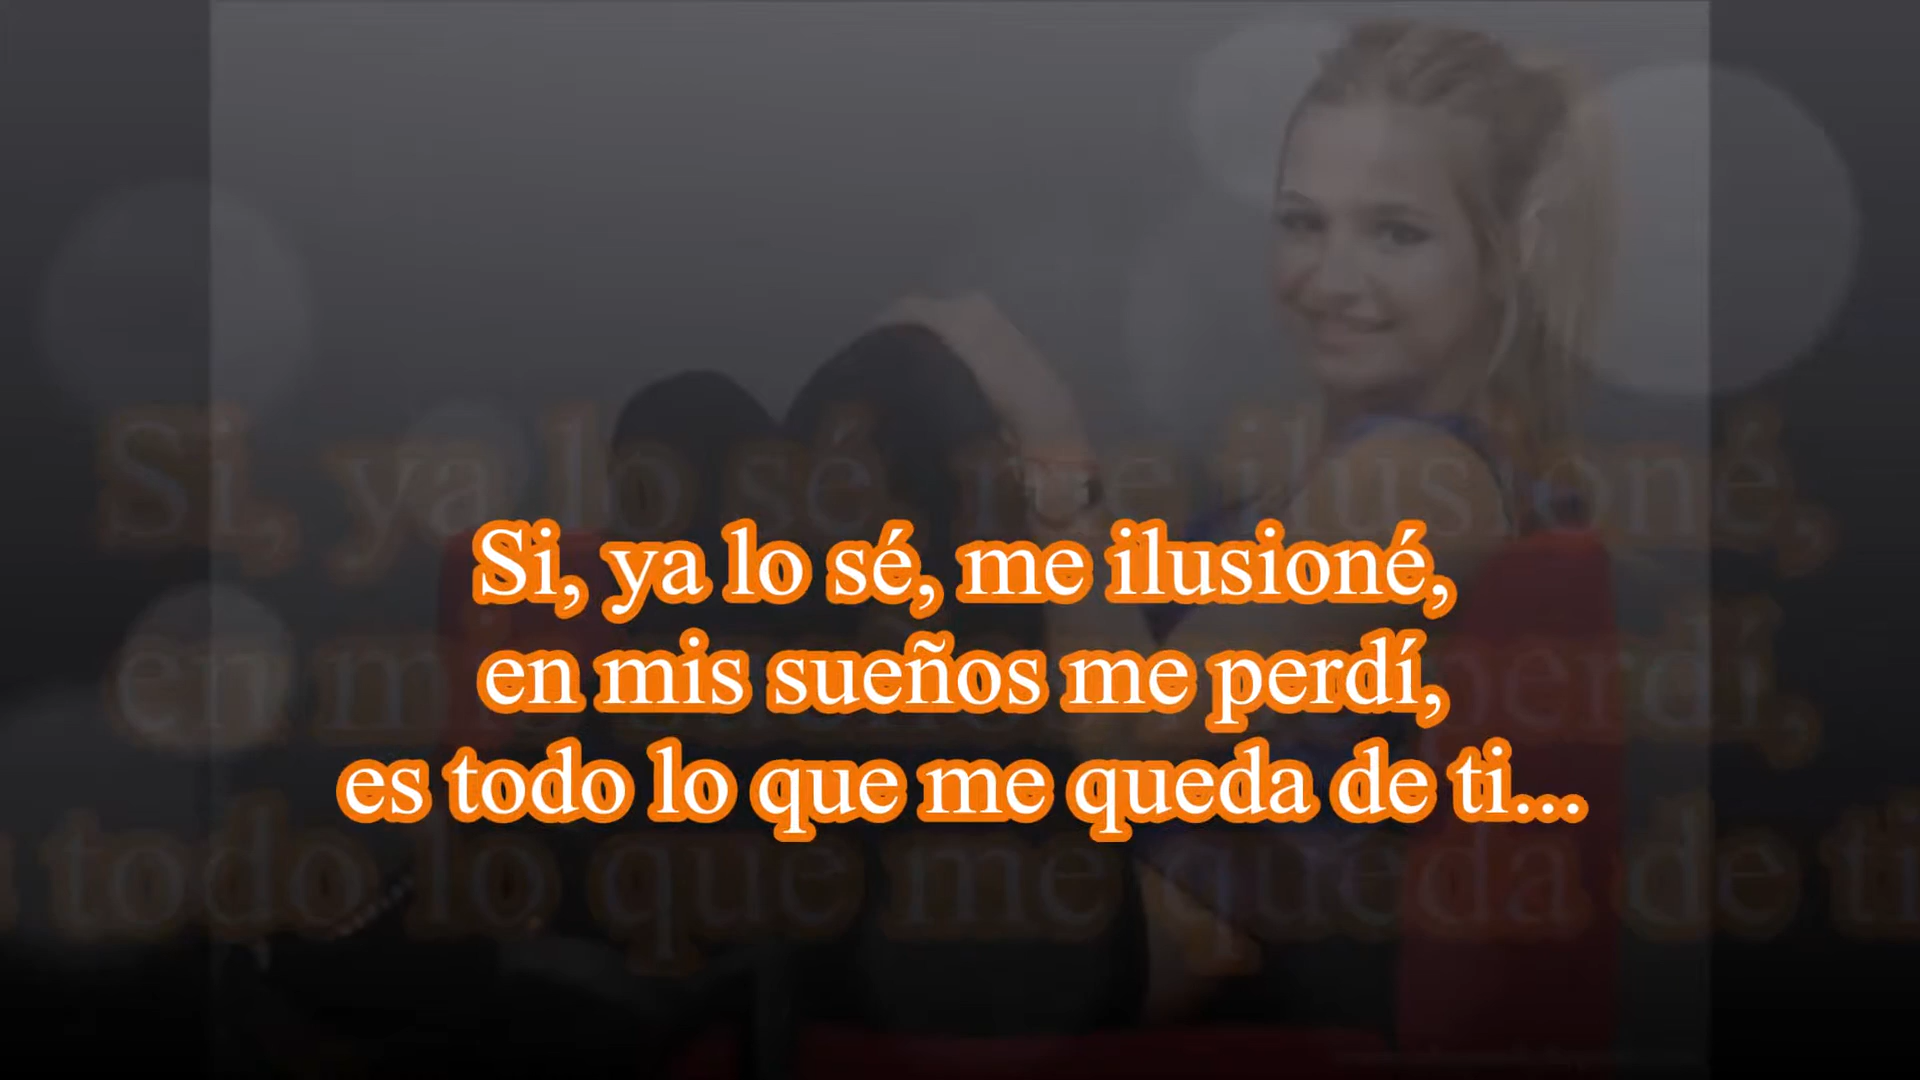 Si, ya lo sé, me ilusioné,
en mis sueños me perdí,
es todo lo que me queda de ti...